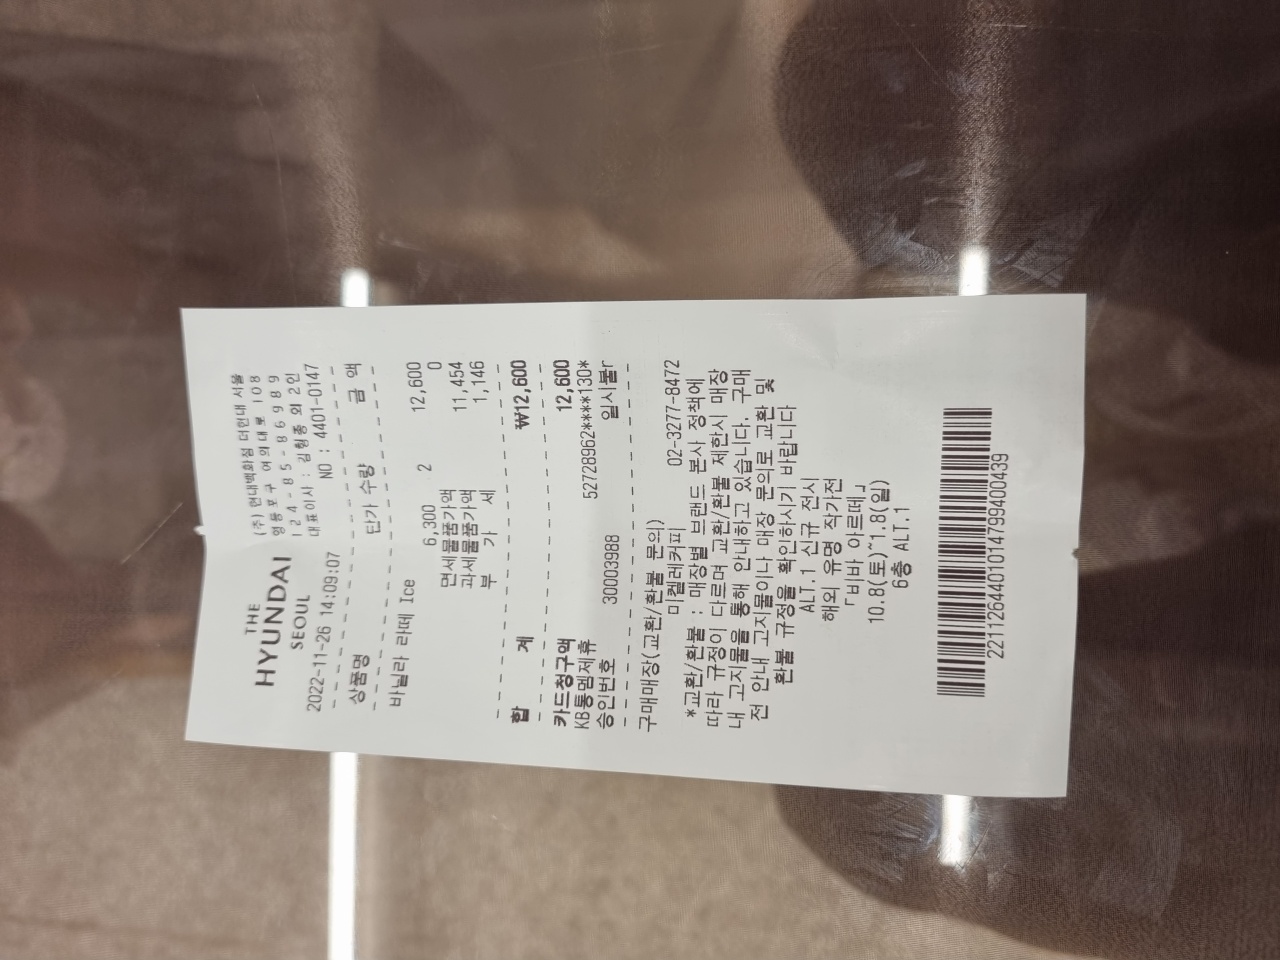 THE
HYUNDAI
SEOUL
(주) 현대백화점 더현대 서울
영등포구 여의대로 108
124-85-86989
대표이사 : 김형종 외 2인
2022-11-26 14:09:07 NO : 4401-0147
상품명 단가 수량 금 액
바닐라 라떼 Ice
6,300 2 12,600
면세물품가액 0
과세물품가액 11,454
부 가 세 1,146
합 계 ₩12,600
카드청구액 12,600
KB통멤제휴 52728962****130*
승인번호 30003988 일시불r
구매매장(교환/환불 문의)
미켈레커피 02-3277-8472
*교환/환불 : 매장별 브랜드 본사 정책에
따라 규정이 다르며 교환/환불 제한시 매장
내 고지물을 통해 안내하고 있습니다. 구매
전 안내 고지물이나 매장 문의로 교환 및
환불 규정을 확인하시기 바랍니다
ALT.1 신규 전시
해외 유명 작가전
「비바 아르떼」
10.8(토)~1.8(일)
6층 ALT.1
221126440101479940­0439